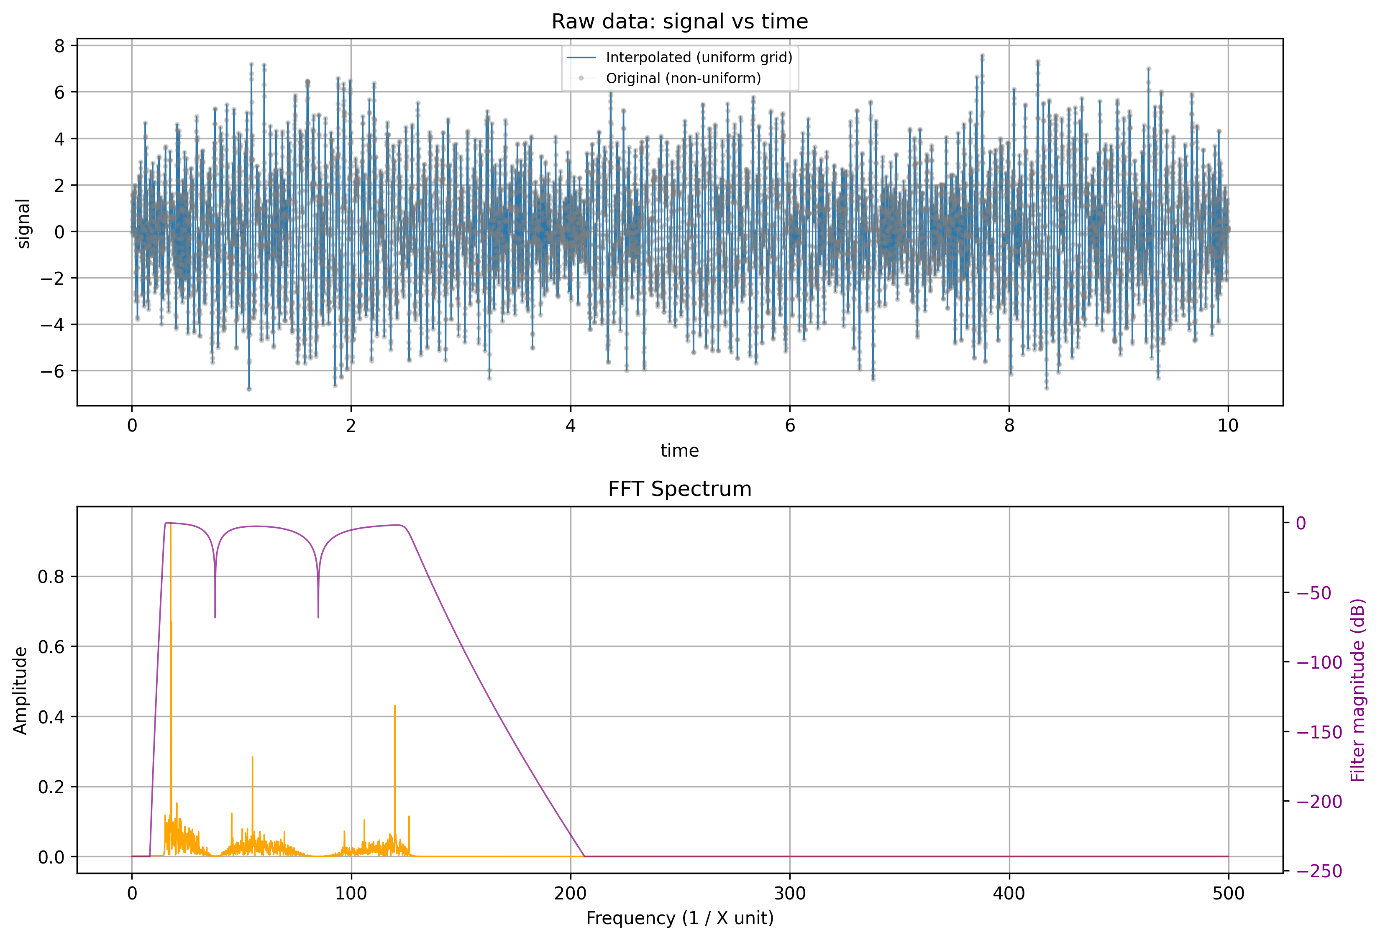 Raw data: signal vs time
8
6
4
2
0
−2
−4
−6
signal
Interpolated (uniform grid)
Original (non-uniform)
0 2 4 6 8 10
time
FFT Spectrum
0.8
0.6
0.4
0.2
0.0
Amplitude
0
−50
−100
−150
−200
−250
Filter magnitude (dB)
0 100 200 300 400 500
Frequency (1 / X unit)